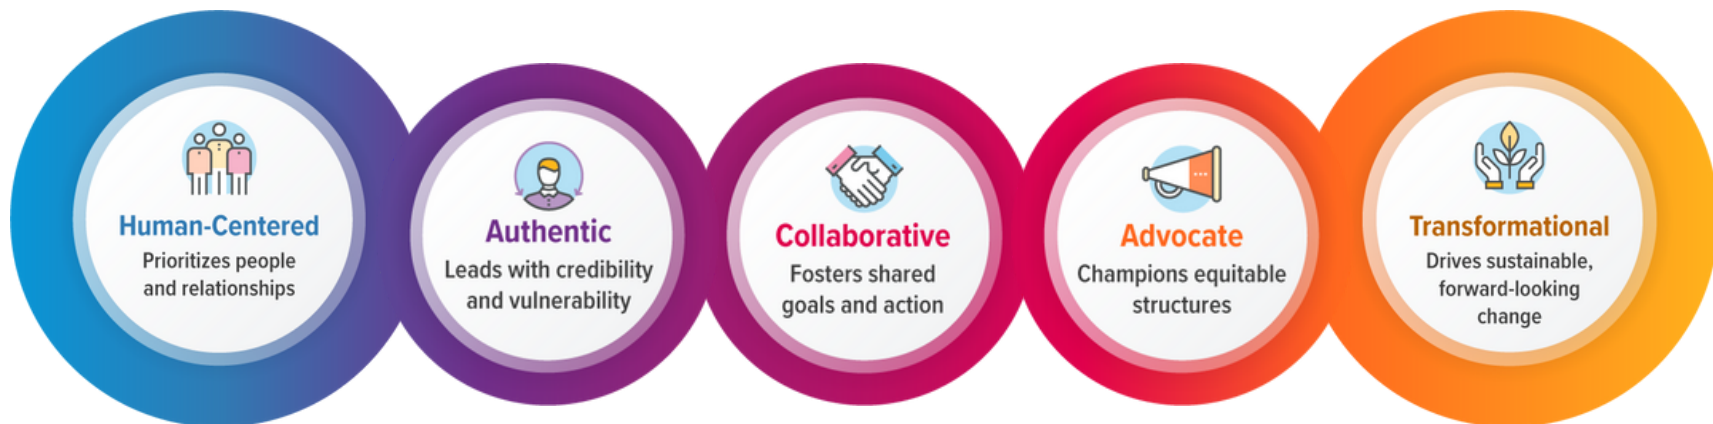 Human-Centered
Prioritizes people
and relationships
Authentic
Leads with credibility
and vulnerability
Collaborative
Fosters shared
goals and action
Advocate
Champions equitable
structures
Transformational
Drives sustainable,
forward-looking
change